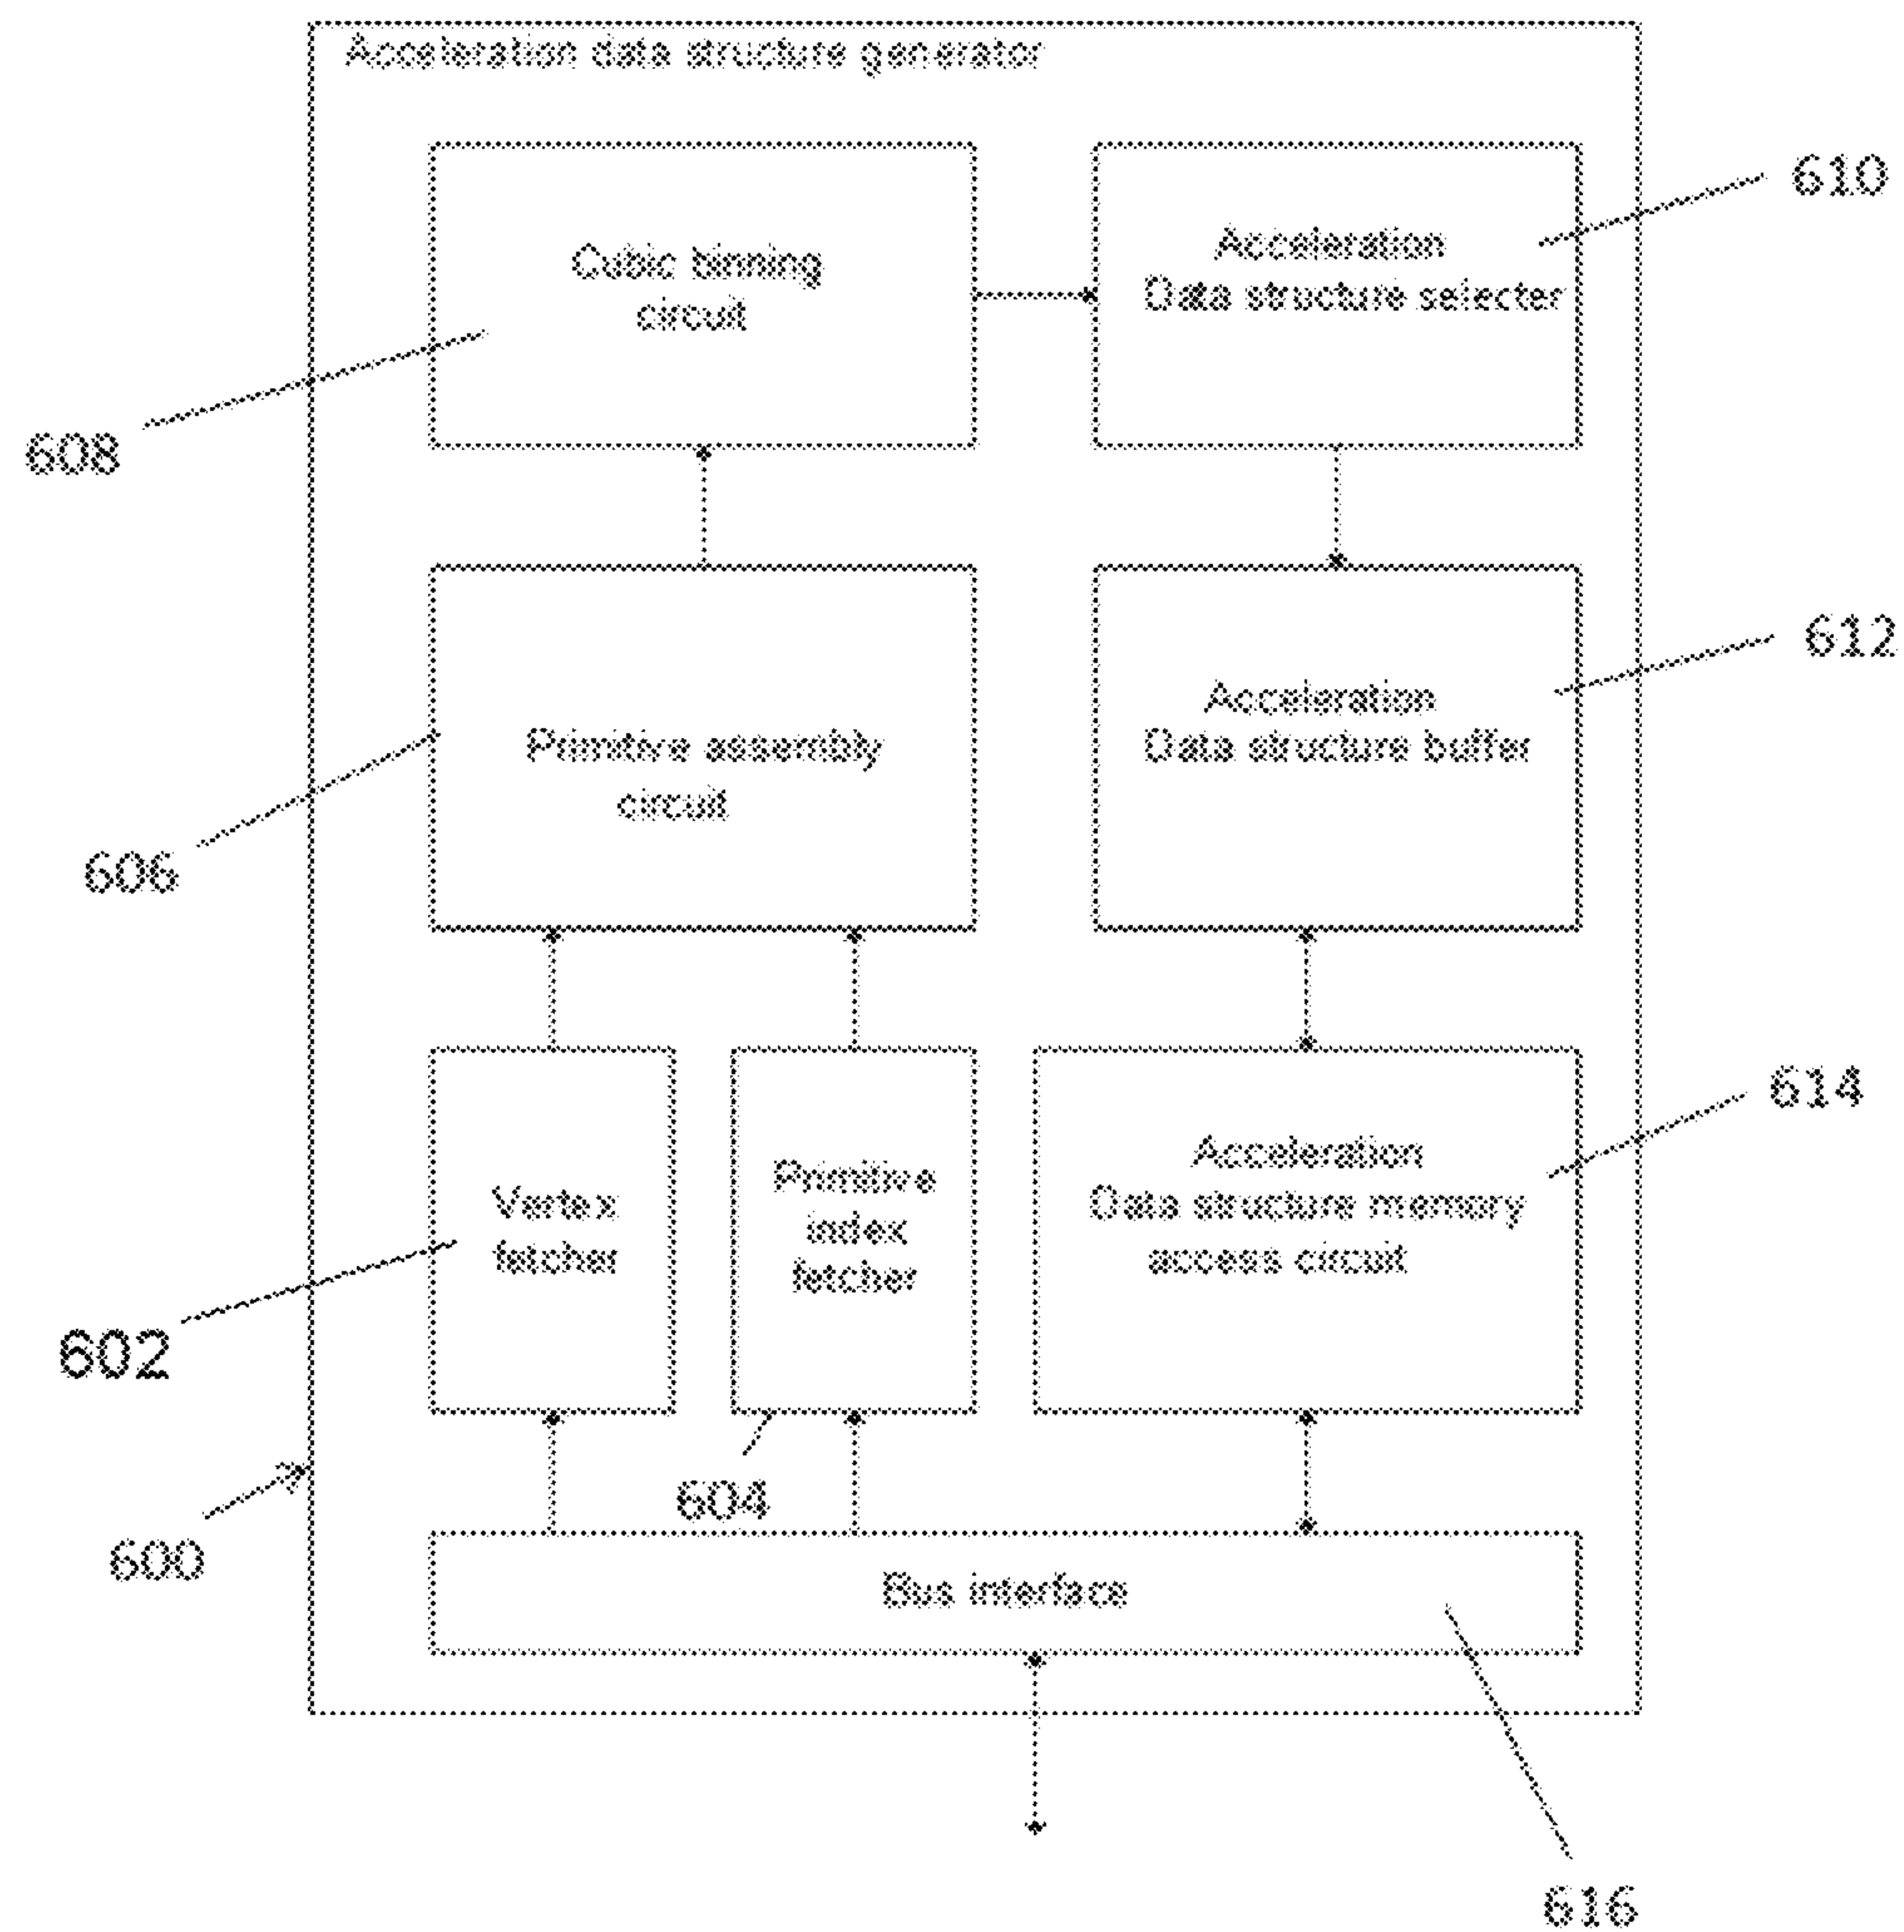 Acceleration data structure generator
Cubic binning
circuit
Acceleration
Data structure selecter
610
608
Primitive assembly
circuit
Acceleration
Data structure buffer
612
606
Vertex
fetcher
Primitive
index
fetcher
Acceleration
Data structure memory
access circuit
614
602
604
600
Bus interface
616